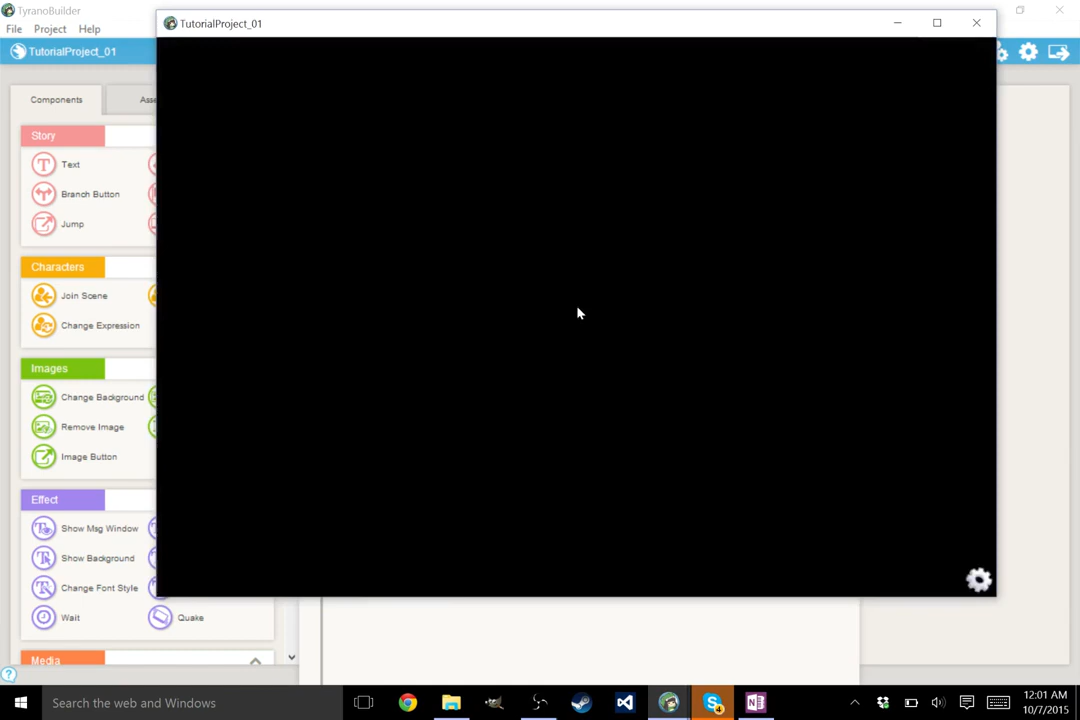 TyranoBuilder
TutorialProject_01
File Project Help
TutorialProject_01
Components
Asse
Story
Text
Branch Button
Jump
Characters
Join Scene
Change Expression
Images
Change Background
Remove Image
Image Button
Effect
Show Msg Window
Show Background
Change Font Style
Wait
Quake
Media
?
Search the web and Windows
4
12:01 AM
10/7/2015